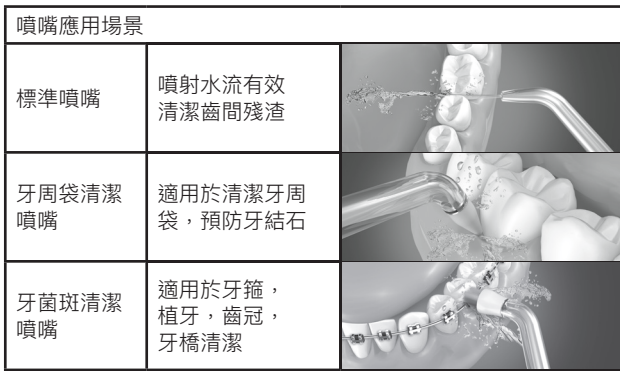 噴嘴應用場景
標準噴嘴
噴射水流有效
清潔齒間殘渣
牙周袋清潔
噴嘴
適用於清潔牙周
袋，預防牙結石
牙菌斑清潔
噴嘴
適用於牙箍，
植牙，齒冠，
牙橋清潔